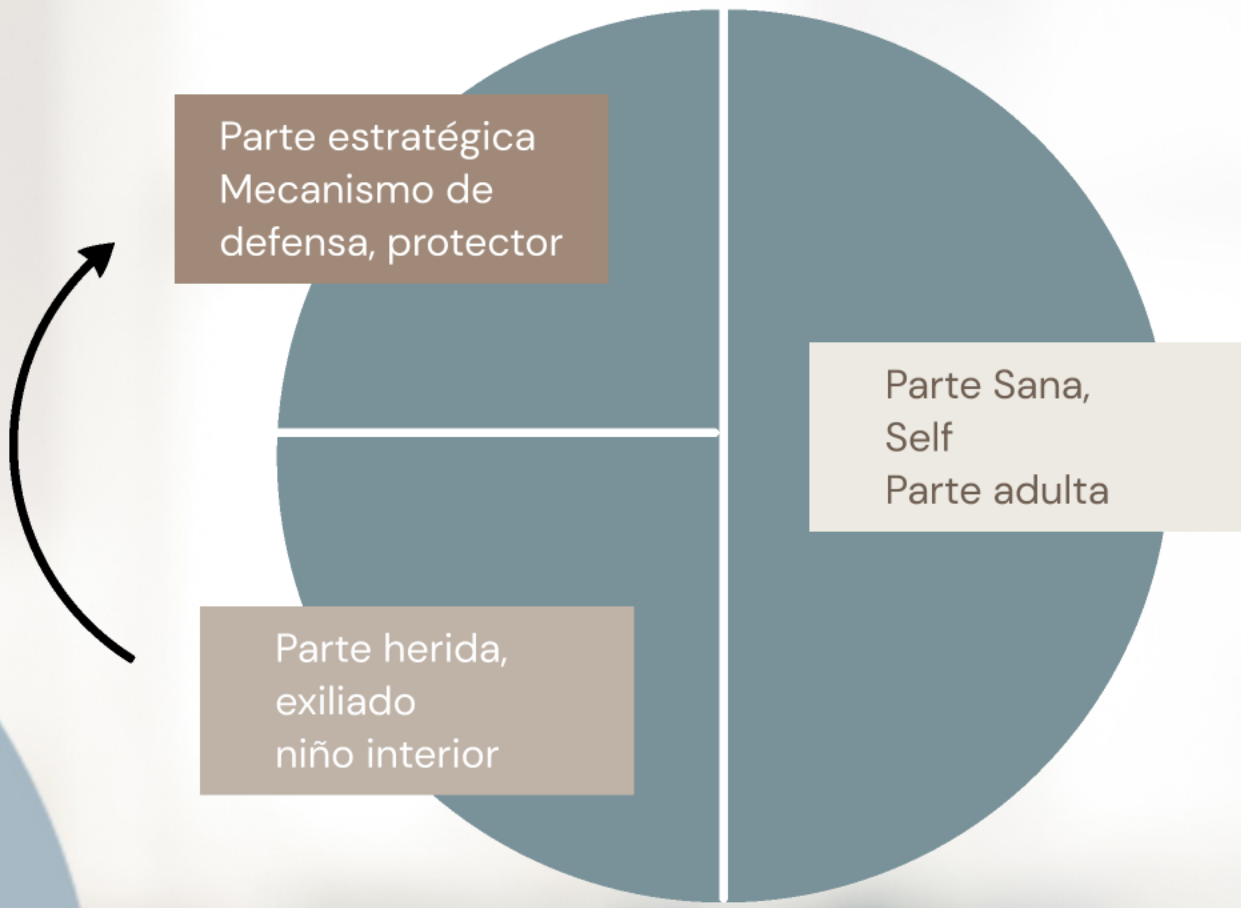 Parte estratégica
Mecanismo de
defensa, protector
Parte Sana,
Self
Parte adulta
Parte herida,
exiliado
niño interior